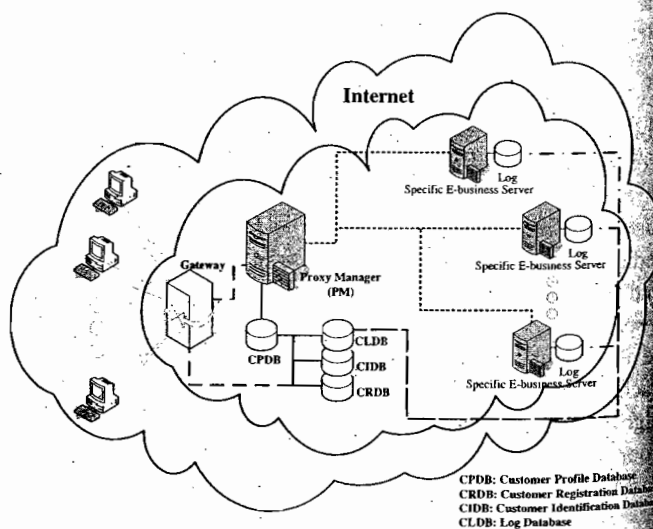 Internet
Log
Specific E-business Server
Log
Specific E-business Server
Gateway
Proxy Manager
(PM)
CPDB
CLDB
CIDB
CRDB
Log
Specific E-business Server
CPDB: Customer Profile Database
CRDB: Customer Registration
CIDB: Customer Identification
CLDB: Log Database